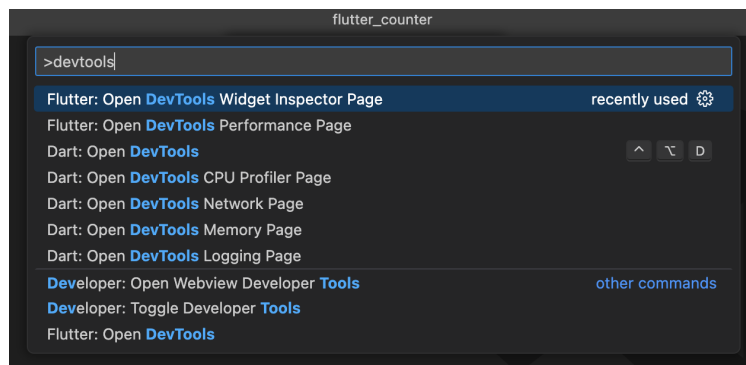 flutter_counter
>devtools
Flutter: Open DevTools Widget Inspector Page recently used
Flutter: Open DevTools Performance Page
Dart: Open DevTools ^ ⌥ D
Dart: Open DevTools CPU Profiler Page
Dart: Open DevTools Network Page
Dart: Open DevTools Memory Page
Dart: Open DevTools Logging Page
Developer: Open Webview Developer Tools other commands
Developer: Toggle Developer Tools
Flutter: Open DevTools